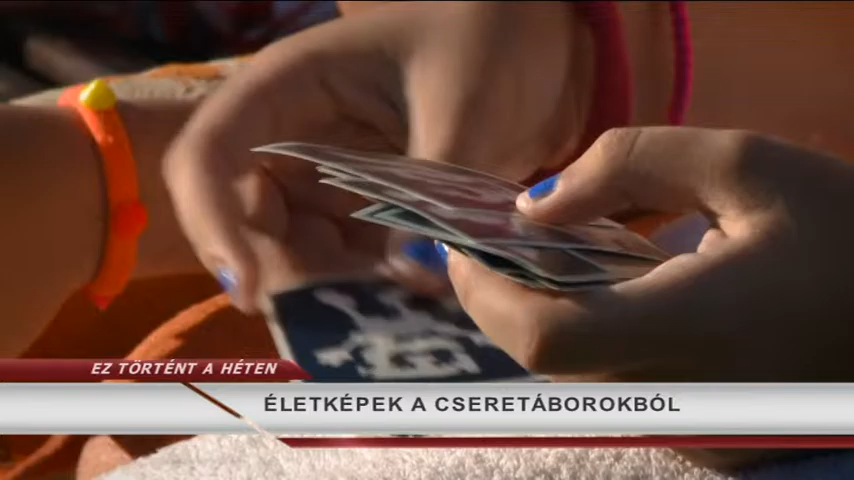 EZ TÖRTÉNT A HÉTEN
ÉLETKÉPEK A CSERETÁBOROKBÓL